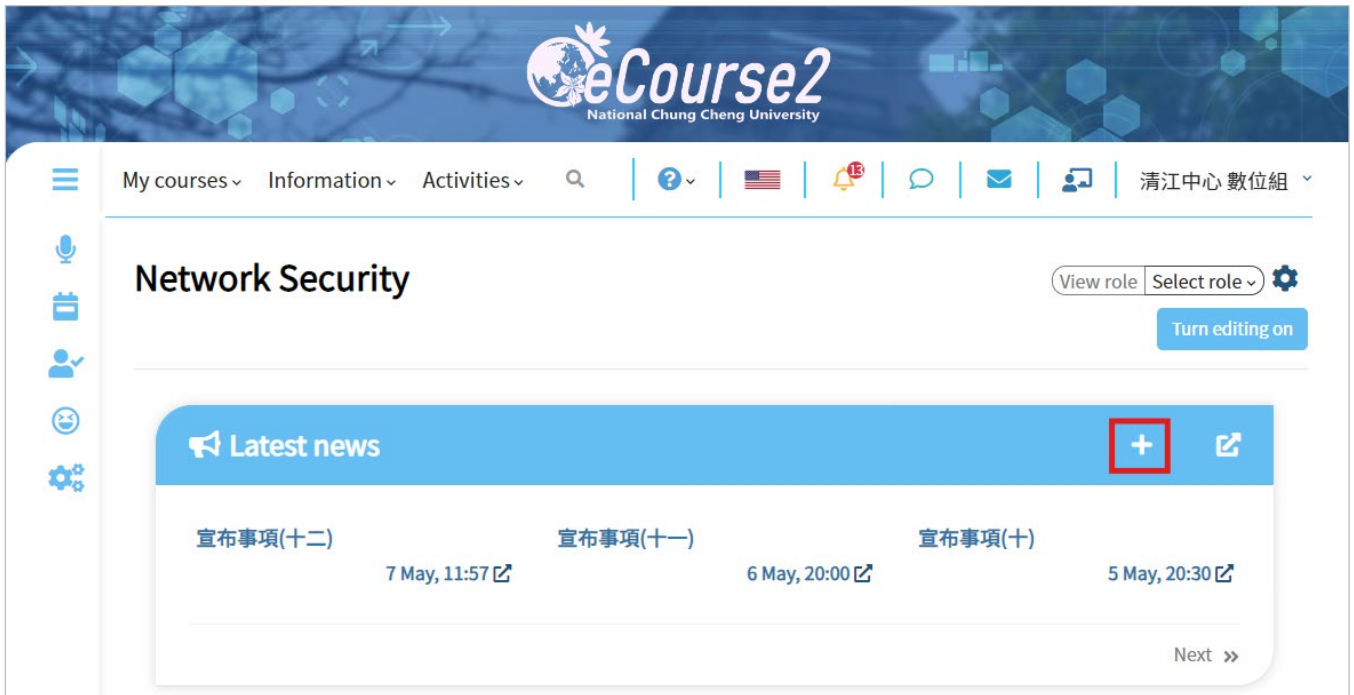 eCourse2
National Chung Cheng University
My courses Information Activities 13 清江中心 數位組
Network Security
View role Select role
Turn editing on
Latest news
宣布事項(十二) 宣布事項(十一) 宣布事項(十)
7 May, 11:57 6 May, 20:00 5 May, 20:30
Next »